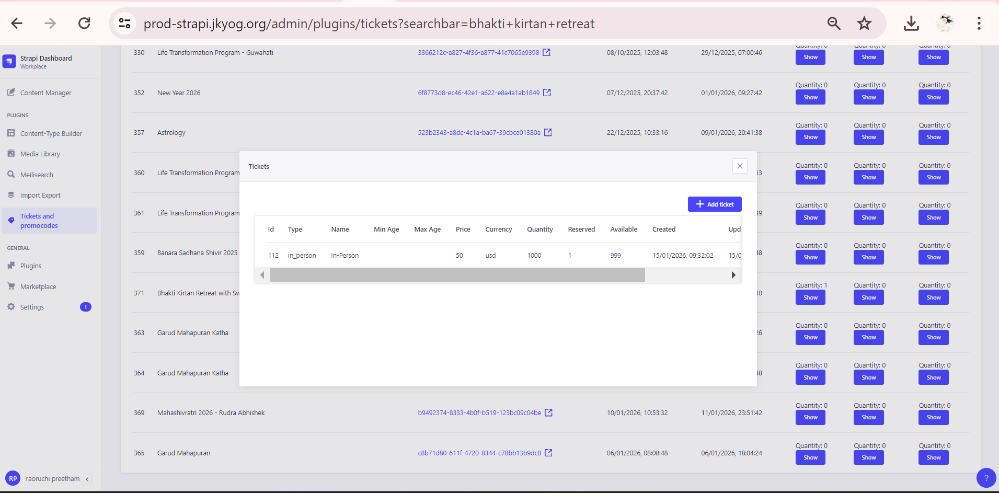 prod-strapi.jkyog.org/admin/plugins/tickets?searchbar=bhakti+kirtan+retreat
Strapi Dashboard
Workplace
Content Manager
PLUGINS
Content-Type Builder
Media Library
Meilisearch
Import Export
Tickets and
promocodes
GENERAL
Plugins
Marketplace
Settings 1
RP raoruchi preetham
Quantity: 0 Quantity: 0 Quantity: 0
330 Life Transformation Program - Guwahati 3366212c-a827-4f36-a877-41c7065e9398 08/10/2025, 12:03:48 29/12/2025, 07:00:46
Show Show Show
Quantity: 0 Quantity: 0 Quantity: 0
352 New Year 2026 6f8773d8-ec46-42e1-a622-e8a4a1ab1849 07/12/2025, 20:37:42 01/01/2026, 09:27:42
Show Show Show
Quantity: 0 Quantity: 0 Quantity: 0
357 Astrology 523b2343-a8dc-4c1a-ba67-39cbce01380a 22/12/2025, 10:33:16 09/01/2026, 20:41:38
Show Show Show
Quantity: 0 Quantity: 0 Quantity: 0
360 Life Transformation Program 13
Show Show Show
Quantity: 0 Quantity: 0 Quantity: 0
361 Life Transformation Program 39
Show Show Show
Quantity: 0 Quantity: 0 Quantity: 0
359 Banara Sadhana Shivir 2025 48
Show Show Show
Quantity: 1 Quantity: 0 Quantity: 0
371 Bhakti Kirtan Retreat with Sw 10
Show Show Show
Quantity: 0 Quantity: 0 Quantity: 0
363 Garud Mahapuran Katha 26
Show Show Show
Quantity: 0 Quantity: 0 Quantity: 0
364 Garud Mahapuran Katha 38
Show Show Show
Quantity: 0 Quantity: 0 Quantity: 0
369 Mahashivratri 2026 - Rudra Abhishek b9492374-8333-4b0f-b519-123bc09c04be 10/01/2026, 10:53:32 11/01/2026, 23:51:42
Show Show Show
Quantity: 0 Quantity: 0 Quantity: 0
365 Garud Mahapuran c8b71d80-611f-4720-8344-c78bb13b9dc8 06/01/2026, 08:08:48 06/01/2026, 18:04:24
Show Show Show
Tickets
Add ticket
Id Type Name Min Age Max Age Price Currency Quantity Reserved Available Created Upd
112 in_person In-Person 50 usd 1000 1 999 15/01/2026, 09:32:02 15/0
?